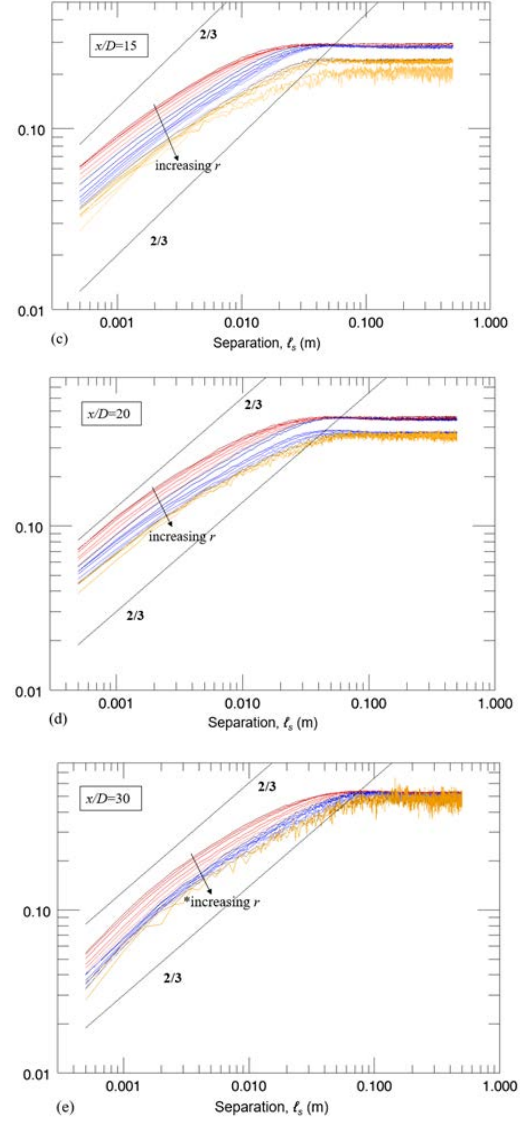 x/D=15
2/3
0.10
increasing r
2/3
0.01
0.001 0.010 0.100 1.000
(c)
Separation, ℓs (m)
x/D=20
2/3
0.10
increasing r
2/3
0.01
0.001 0.010 0.100 1.000
(d)
Separation, ℓs (m)
x/D=30
2/3
0.10
*increasing r
2/3
0.01
0.001 0.010 0.100 1.000
(e)
Separation, ℓs (m)